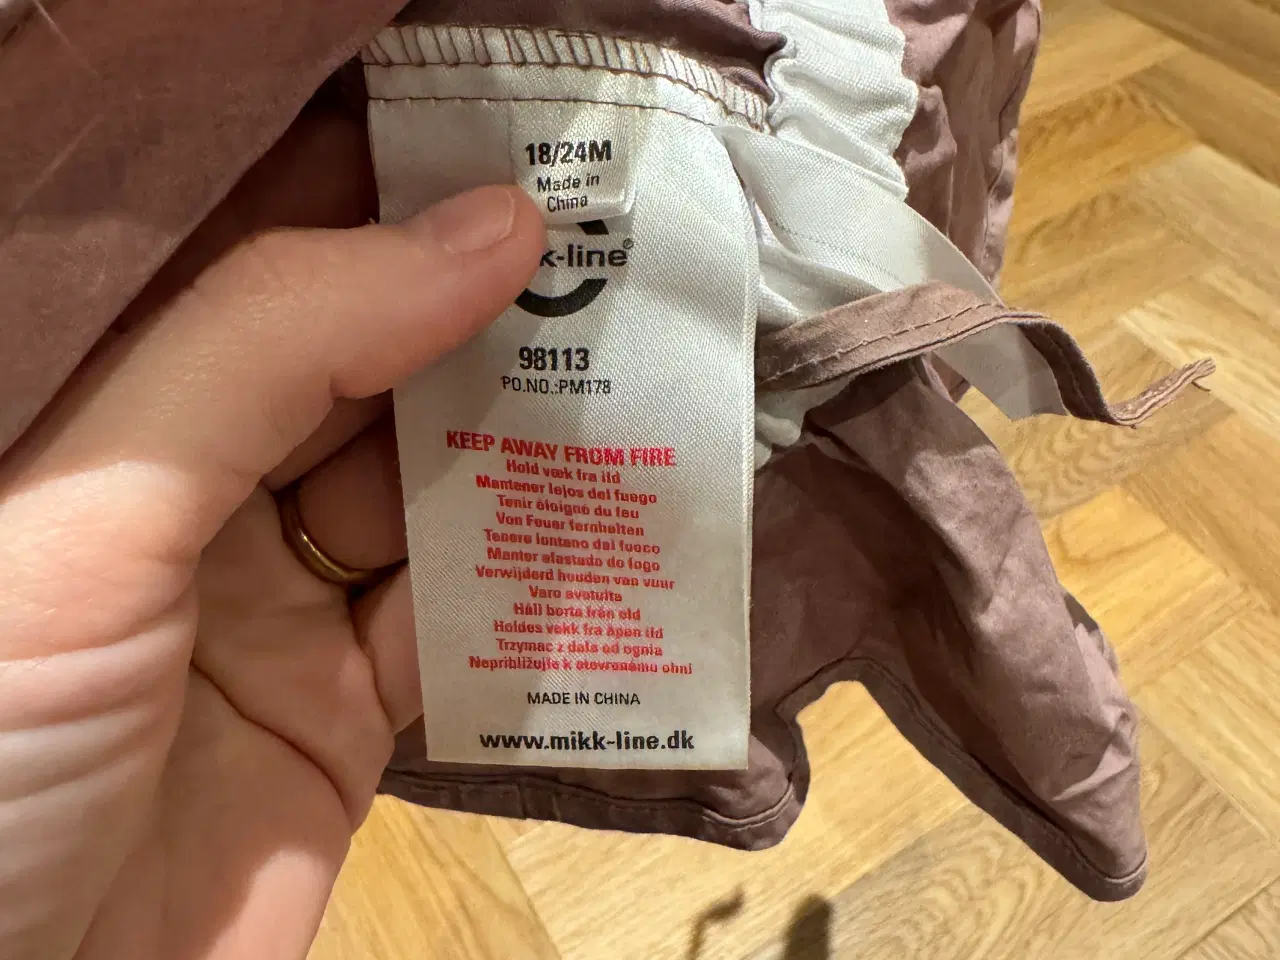 18/24M
Made in
China
k-line®
98113
PO.NO.:PM178
KEEP AWAY FROM FIRE
Hold væk fra ild
Mantener lejos del fuego
Tenir éloigné du feu
Von Feuer fernhalten
Tenere lontano dal fuoco
Manter afastado do fogo
Verwijderd houden van vuur
Varo avotulta
Håll borta från eld
Holdes vekk fra åpen ild
Trzymac z dala od ognia
Nepribližujte k otevrenému ohni
MADE IN CHINA
www.mikk-line.dk